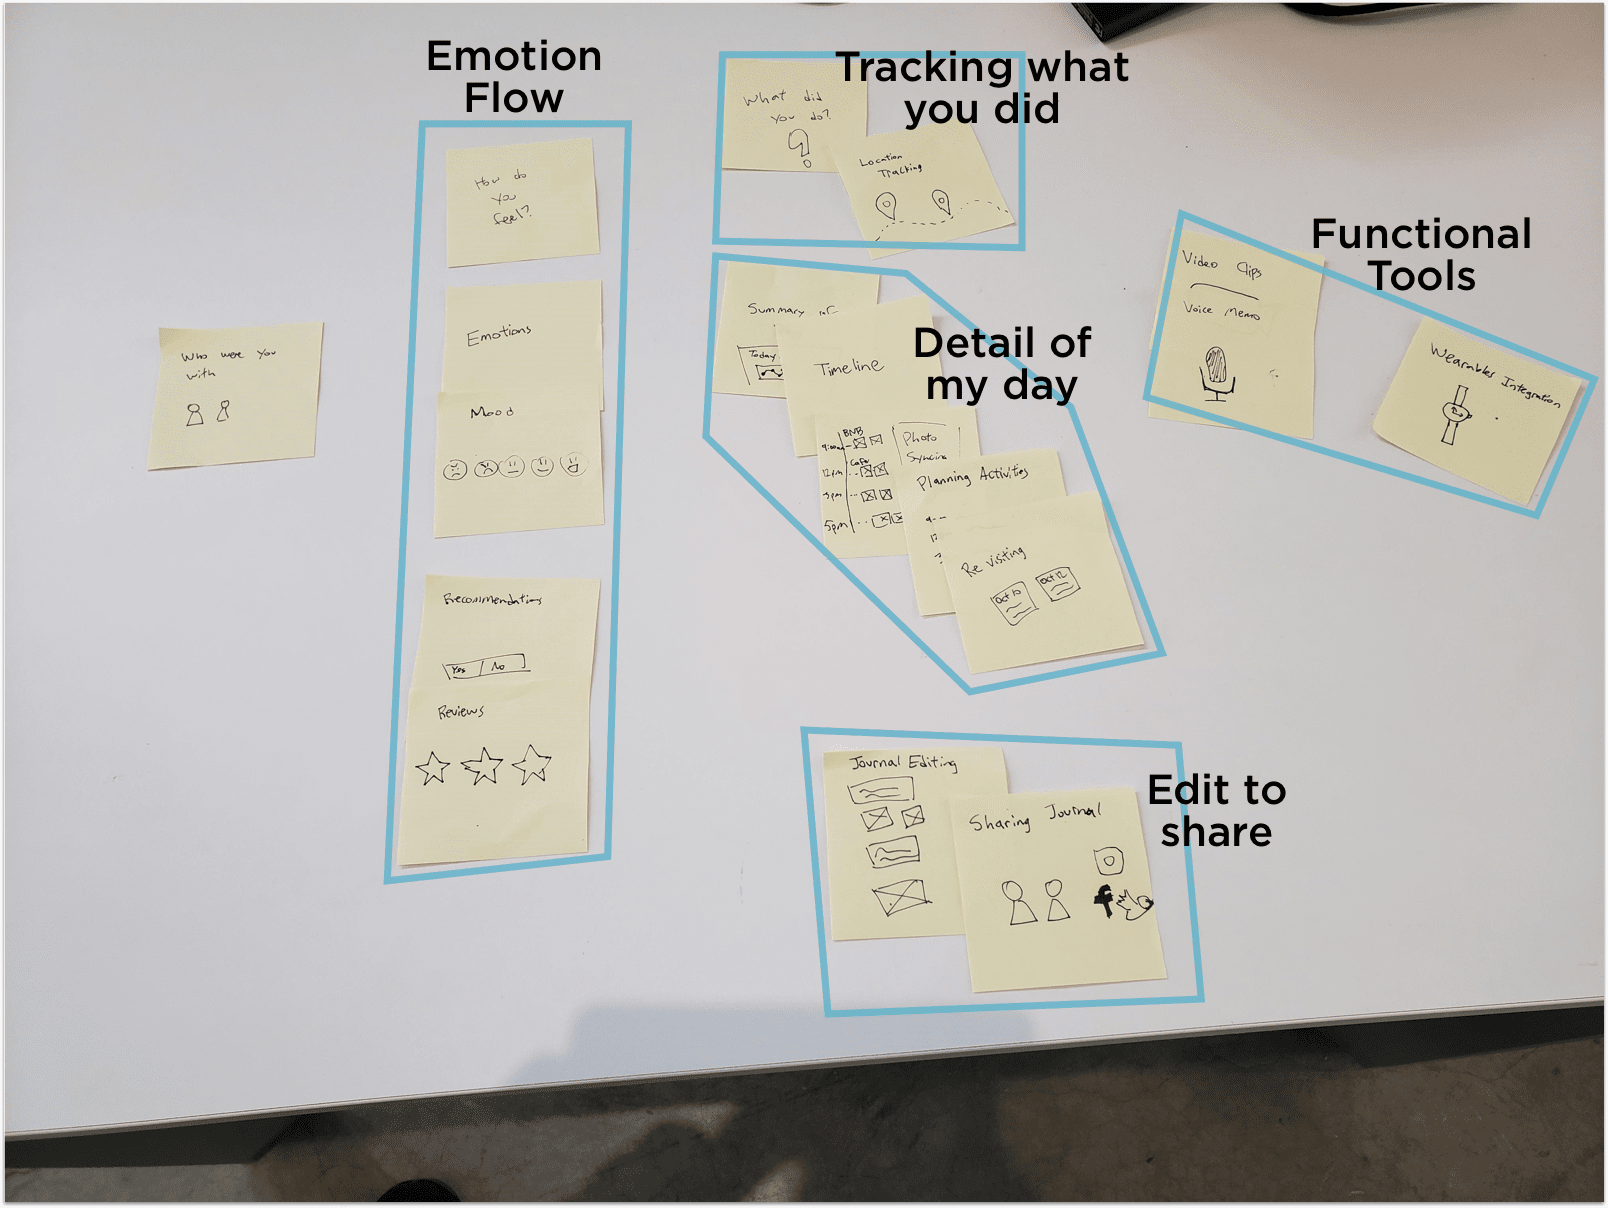 Emotion
Flow
How do
you
feel?
Emotions
Mood
Recommendations
Yes No
Reviews
Who were you
with
Tracking what
you did
What did
you do?
Location
Tracking
Detail of
my day
Summary of
Today
Timeline
BNB
9:00am
Cafe
12pm
3pm
5pm
Photo
Syncing
Planning Activities
9--
12
Re visiting
Oct 10
Oct 12
Functional
Tools
Video Clips
Voice Memo
Wearables Integration
Edit to
share
Journal Editing
Sharing Journal
f